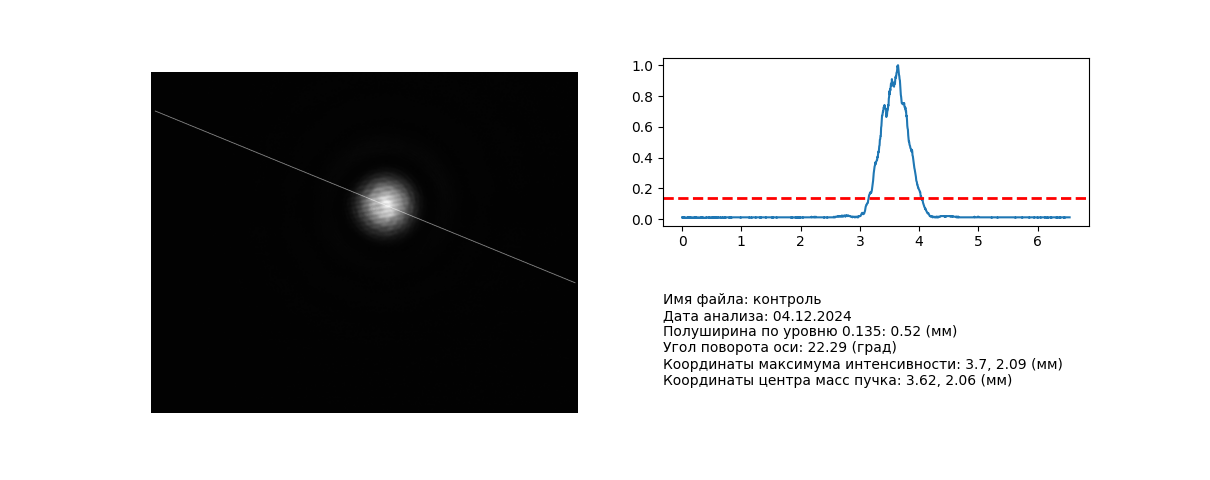 1.0
0.8
0.6
0.4
0.2
0.0
0 1 2 3 4 5 6
Имя файла: контроль
Дата анализа: 04.12.2024
Полуширина по уровню 0.135: 0.52 (мм)
Угол поворота оси: 22.29 (град)
Координаты максимума интенсивности: 3.7, 2.09 (мм)
Координаты центра масс пучка: 3.62, 2.06 (мм)